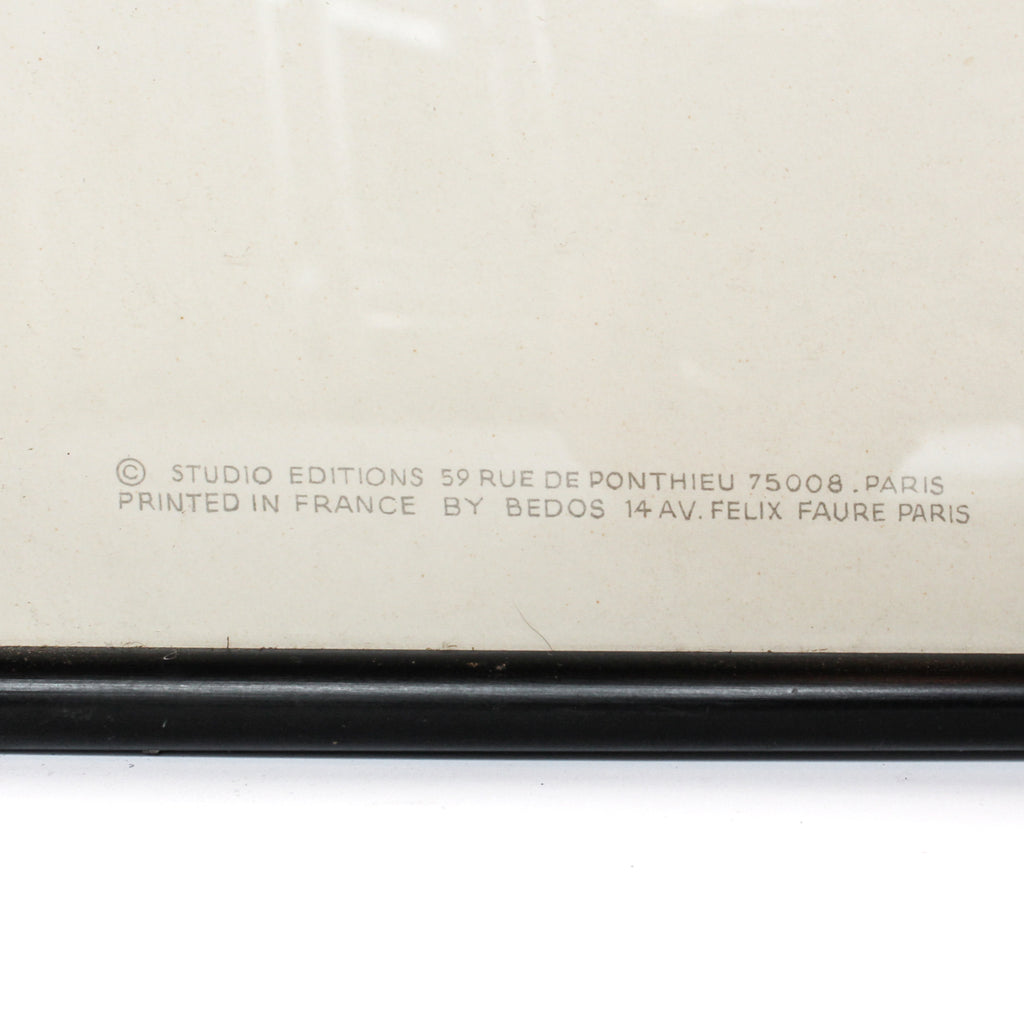 © STUDIO EDITIONS 59 RUE DE PONTHIEU 75008. PARIS
PRINTED IN FRANCE BY BEDOS 14 AV. FELIX FAURE PARIS